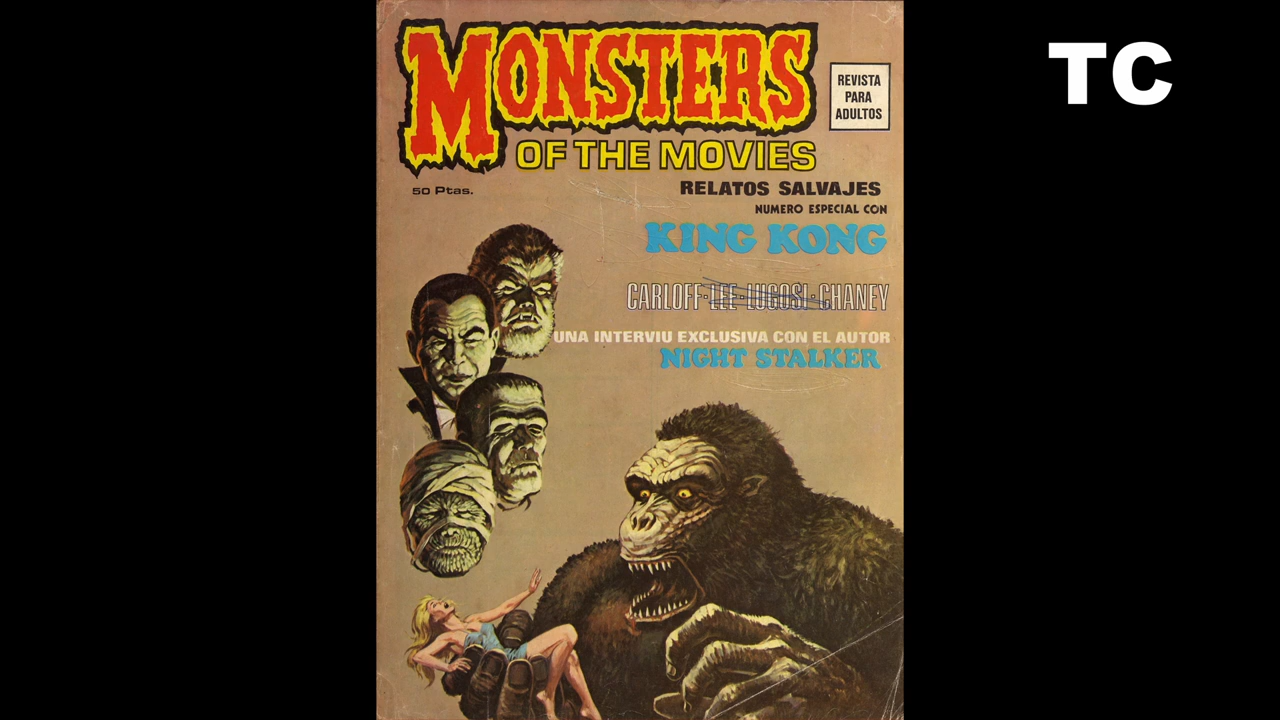 MONSTERS
OF THE MOVIES
REVISTA
PARA
ADULTOS
TC
50 Ptas.
RELATOS SALVAJES
NUMERO ESPECIAL CON
KING KONG
CARLOFF·LEE·LUGOSI·CHANEY
UNA INTERVIU EXCLUSIVA CON EL AUTOR
NIGHT STALKER